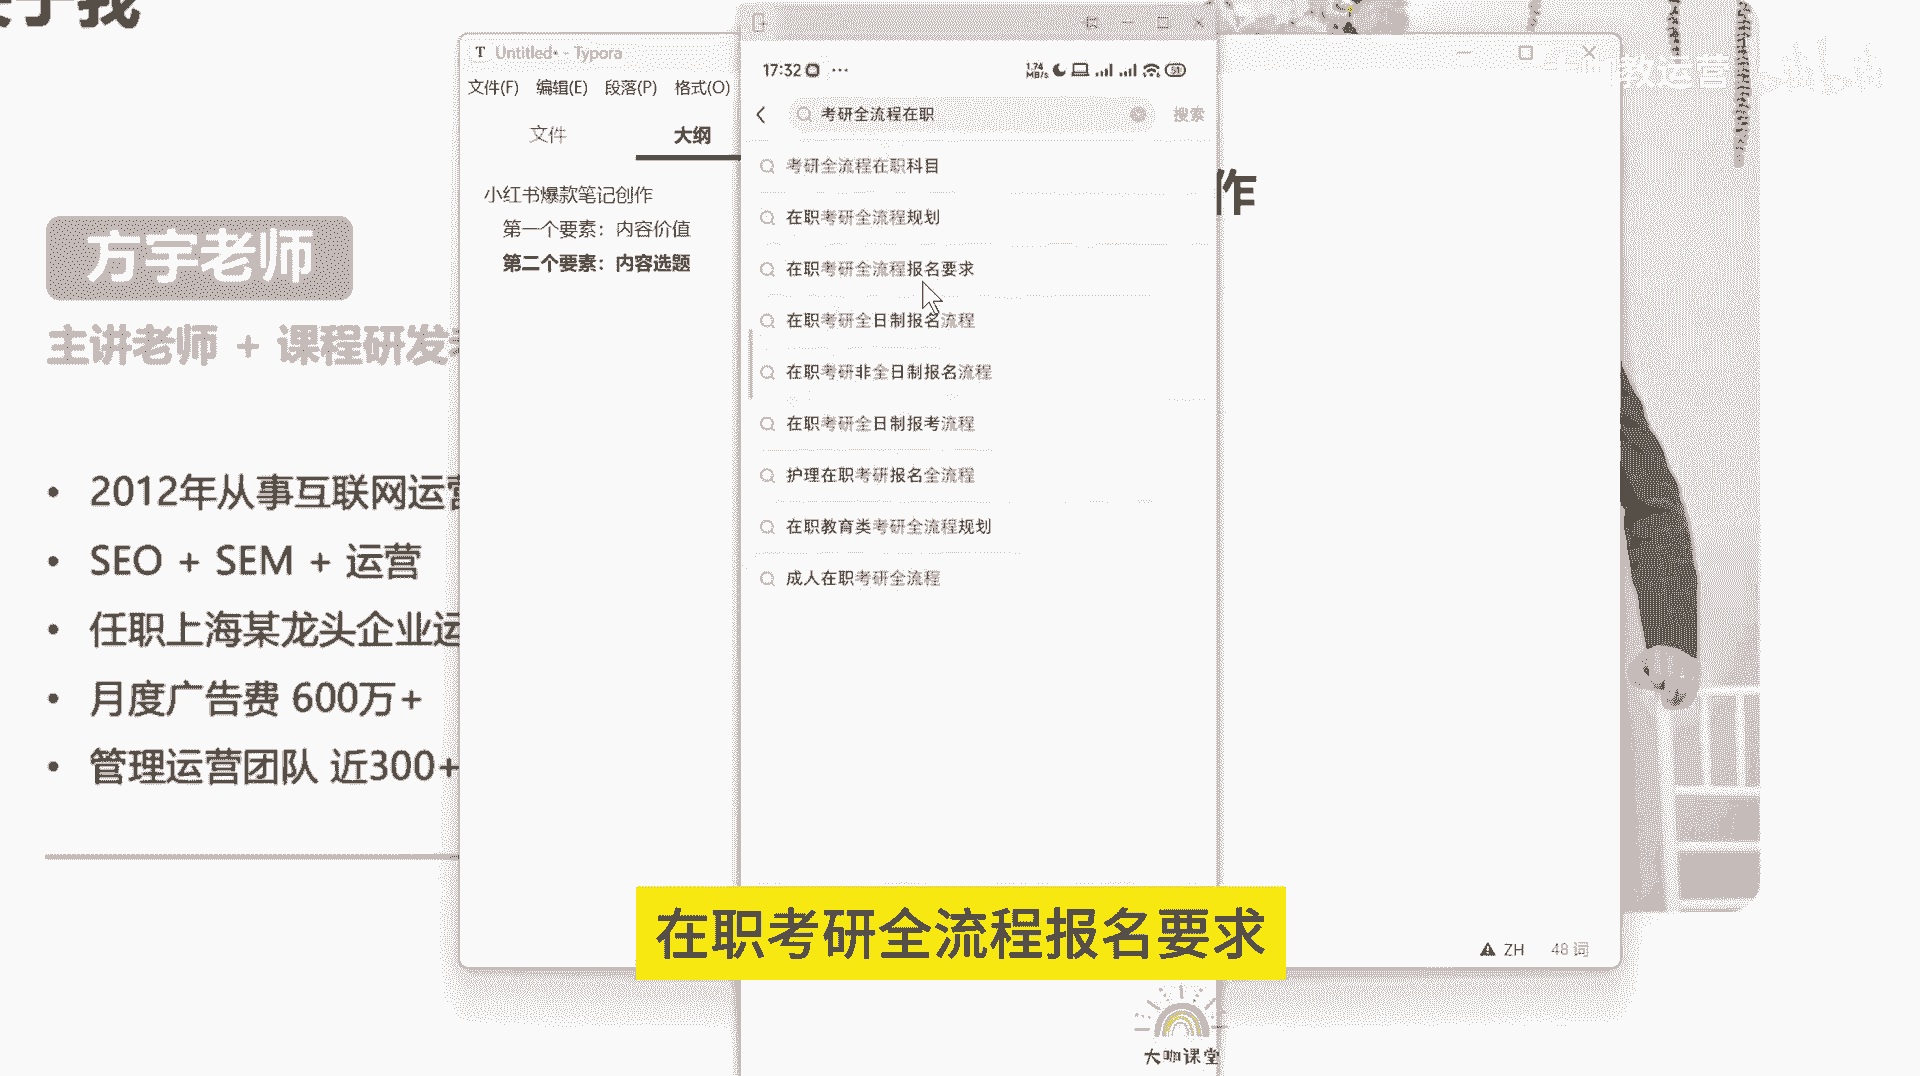 于我
方宇老师
主讲老师 + 课程研发
2012年从事互联网运营
SEO + SEM + 运营
任职上海某龙头企业运
月度广告费 600万+
管理运营团队 近300+
Untitled• - Typora
文件(F) 编辑(E) 段落(P) 格式(O)
文件 大纲
小红书爆款笔记创作
第一个要素：内容价值
第二个要素：内容选题
17:32
1.74 MB/s
51
考研全流程在职 搜索
考研全流程在职科目
在职考研全流程规划
在职考研全流程报名要求
在职考研全日制报名流程
在职考研非全日制报名流程
在职考研全日制报考流程
护理在职考研报名全流程
在职教育类考研全流程规划
成人在职考研全流程
作
教运营
ZH 48 词
在职考研全流程报名要求
大咖课堂